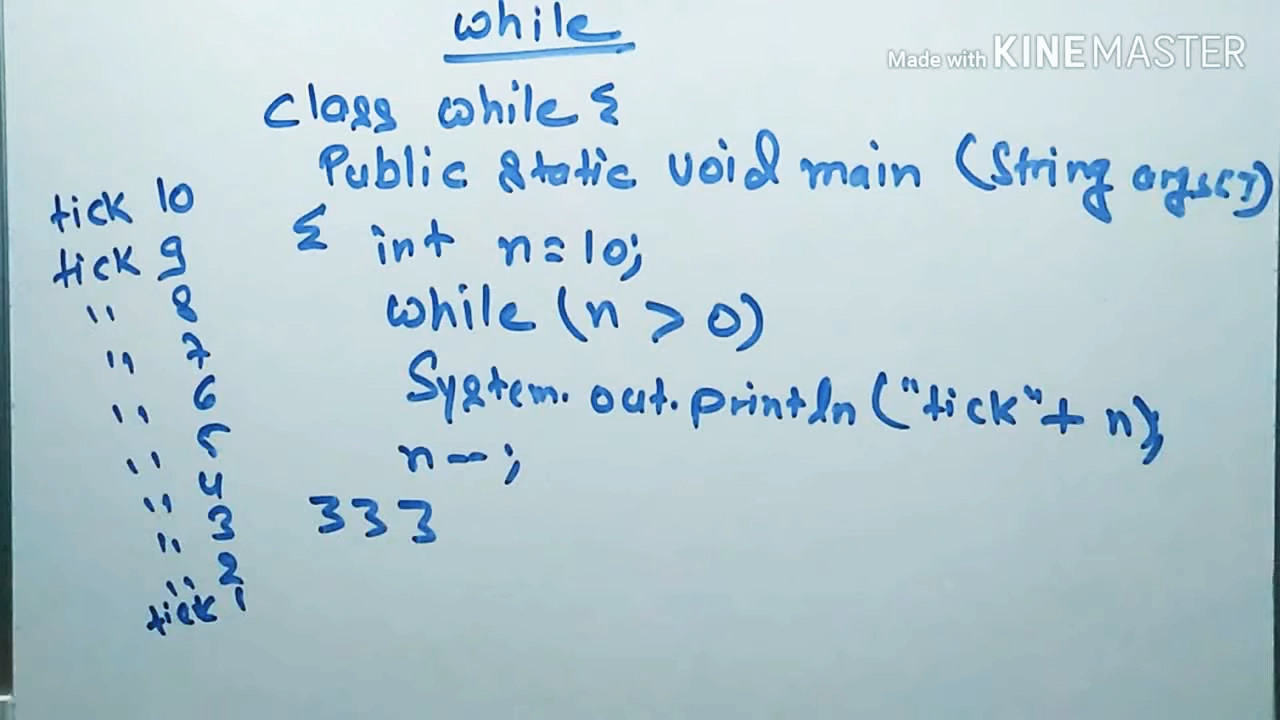 while
Made with KINEMASTER
class while {
Public static void main (String args[])
{ int n=10;
while (n > 0)
System.out.println ("tick" + n);
n--;
}}}
tick 10
tick 9
" 8
" 7
" 6
" 5
" 4
" 3
" 2
tick 1